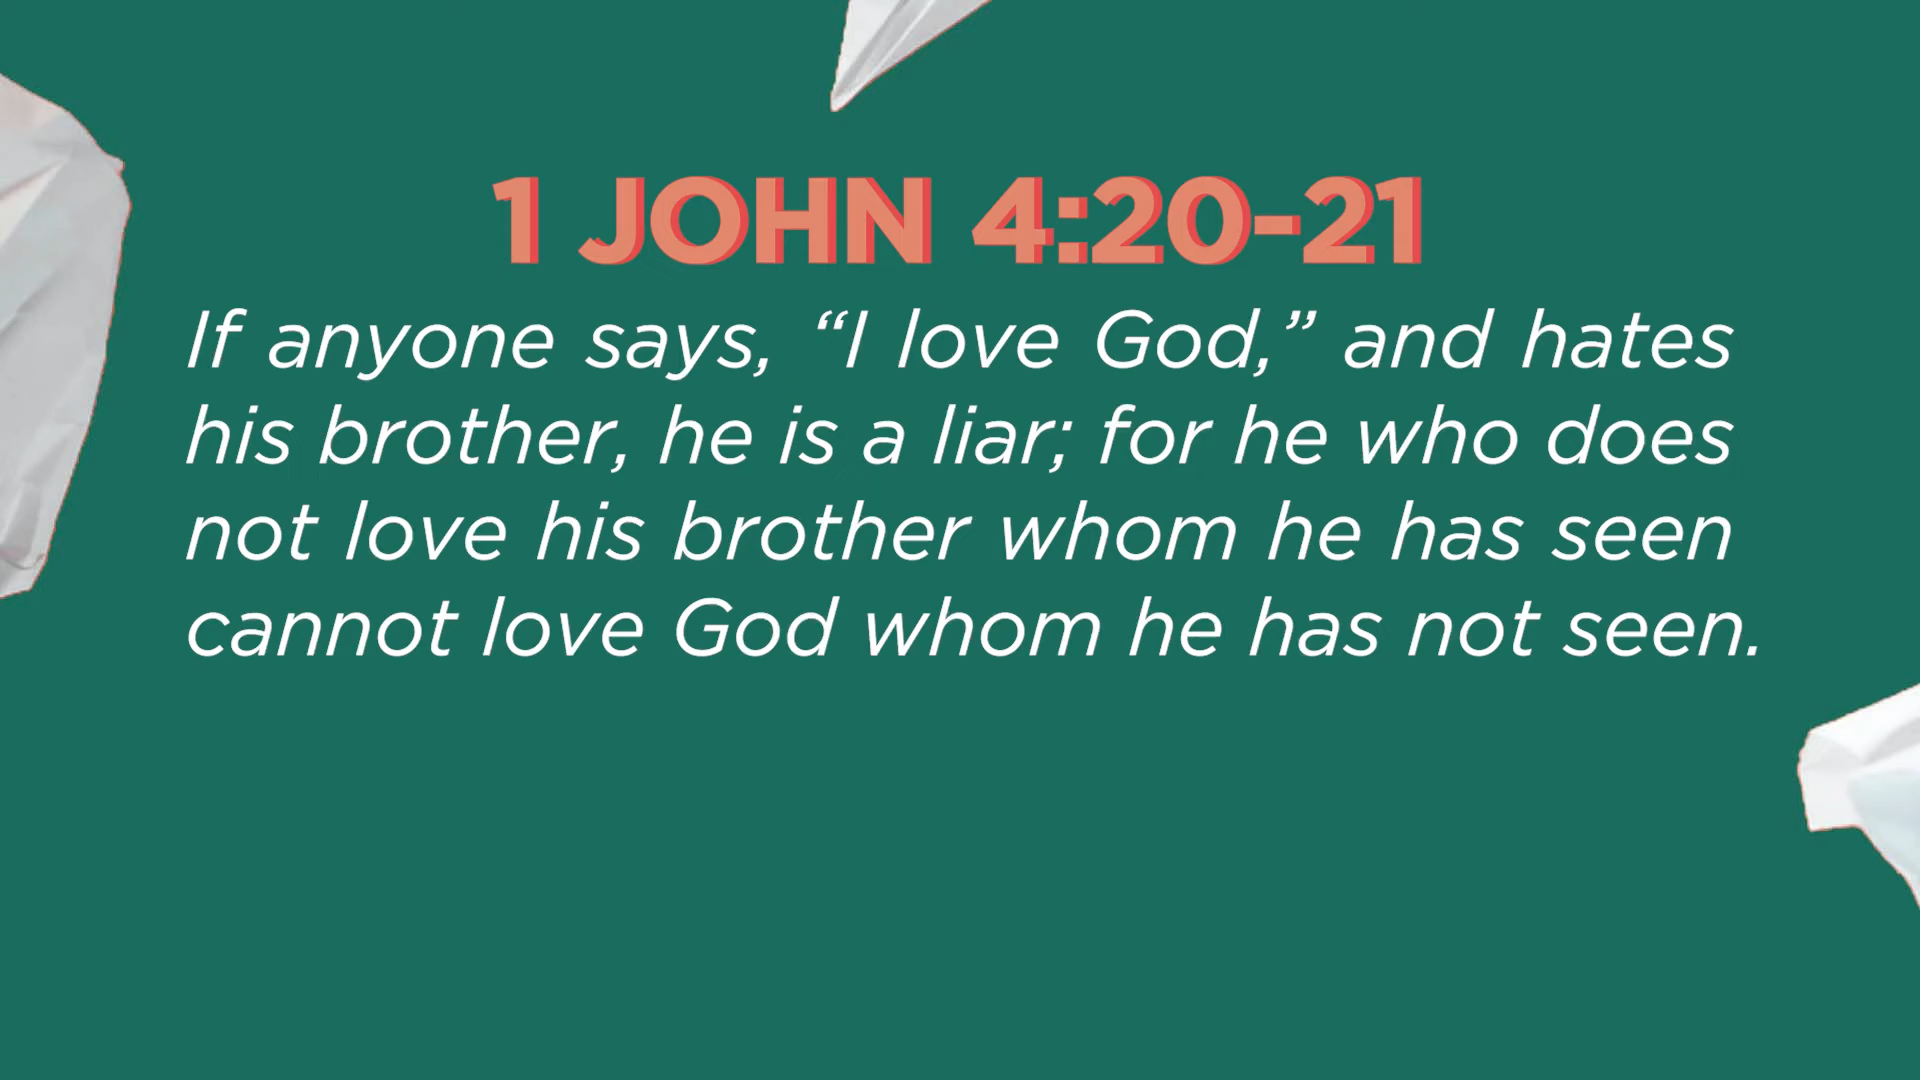 1 JOHN 4:20-21
If anyone says, “I love God,” and hates
his brother, he is a liar; for he who does
not love his brother whom he has seen
cannot love God whom he has not seen.